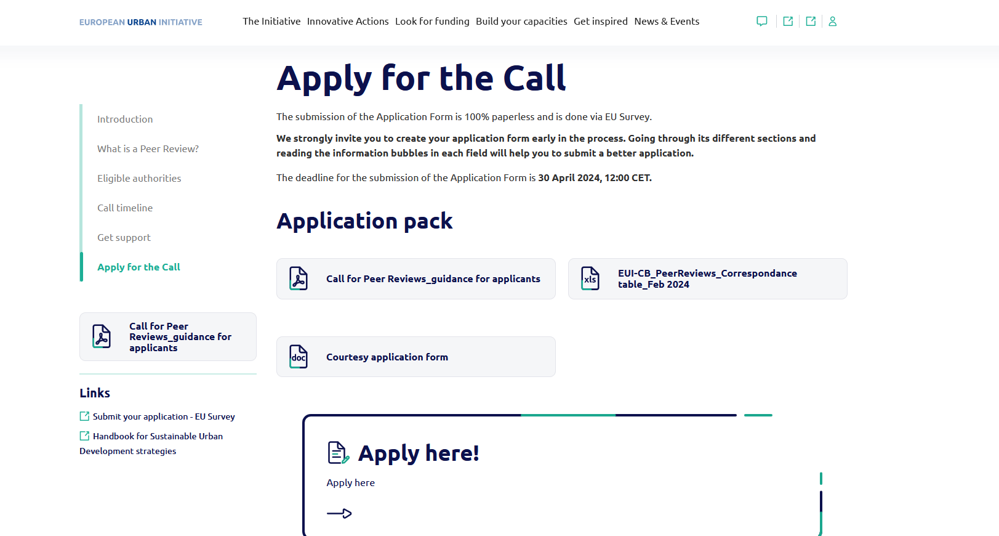 EUROPEAN URBAN INITIATIVE
The Initiative Innovative Actions Look for funding Build your capacities Get inspired News & Events
Apply for the Call
Introduction
What is a Peer Review?
Eligible authorities
Call timeline
Get support
Apply for the Call
Call for Peer
Reviews_guidance for
applicants
Links
Submit your application - EU Survey
Handbook for Sustainable Urban
Development strategies
The submission of the Application Form is 100% paperless and is done via EU Survey.
We strongly invite you to create your application form early in the process. Going through its different sections and
reading the information bubbles in each field will help you to submit a better application.
The deadline for the submission of the Application Form is 30 April 2024, 12:00 CET.
Application pack
Call for Peer Reviews_guidance for applicants
xls
EUI-CB_PeerReviews_Correspondance
table_Feb 2024
doc
Courtesy application form
Apply here!
Apply here